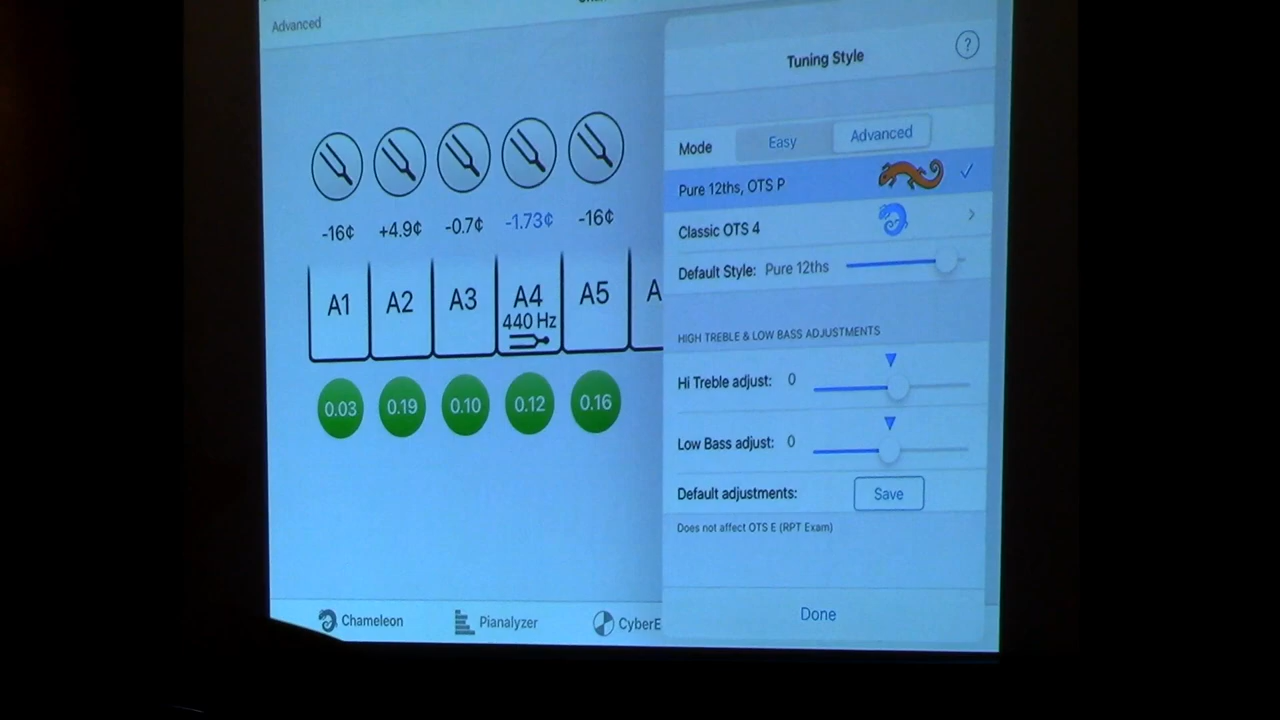 Advanced
Tuning Style
?
Mode Easy Advanced
Pure 12ths, OTS P
Classic OTS 4
Default Style: Pure 12ths
HIGH TREBLE & LOW BASS ADJUSTMENTS
Hi Treble adjust: 0
Low Bass adjust: 0
Default adjustments: Save
Does not affect OTS E (RPT Exam)
Done
-16¢ +4.9¢ -0.7¢ -1.73¢ -16¢
A1 A2 A3 A4 A5 A
440 Hz
0.03 0.19 0.10 0.12 0.16
Chameleon Pianalyzer CyberE